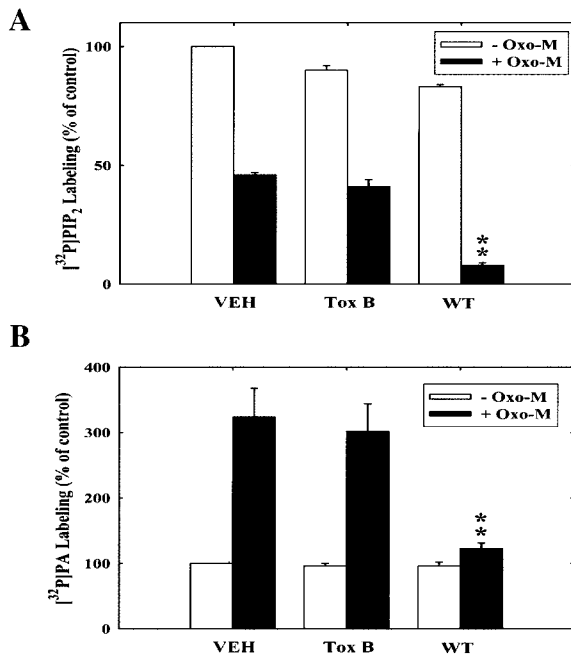 A
[³²P]PIP₂ Labeling (% of control)
100
50
0
- Oxo-M
+ Oxo-M
**
VEH Tox B WT
B
[³²P]PA Labeling (% of control)
400
300
200
100
0
- Oxo-M
+ Oxo-M
**
VEH Tox B WT